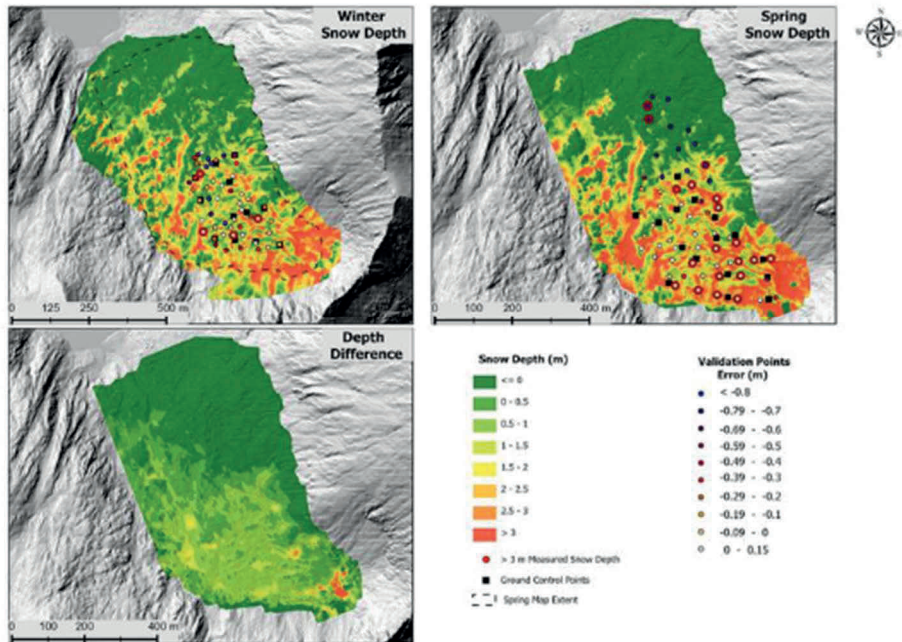 Winter
Snow Depth
0 125 250 500 m
Spring
Snow Depth
0 200 400 m
N
W E
S
Depth
Difference
0 200 400 m
Snow Depth (m)
<= 0
0 - 0.5
0.5 - 1
1 - 1.5
1.5 - 2
2 - 2.5
2.5 - 3
> 3
> 3 m Measured Snow Depth
Ground Control Points
Spring Map Extent
Validation Points
Error (m)
< -0.8
-0.79 - -0.7
-0.69 - -0.6
-0.59 - -0.5
-0.49 - -0.4
-0.39 - -0.3
-0.29 - -0.2
-0.19 - -0.1
-0.09 - 0
0 - 0.15